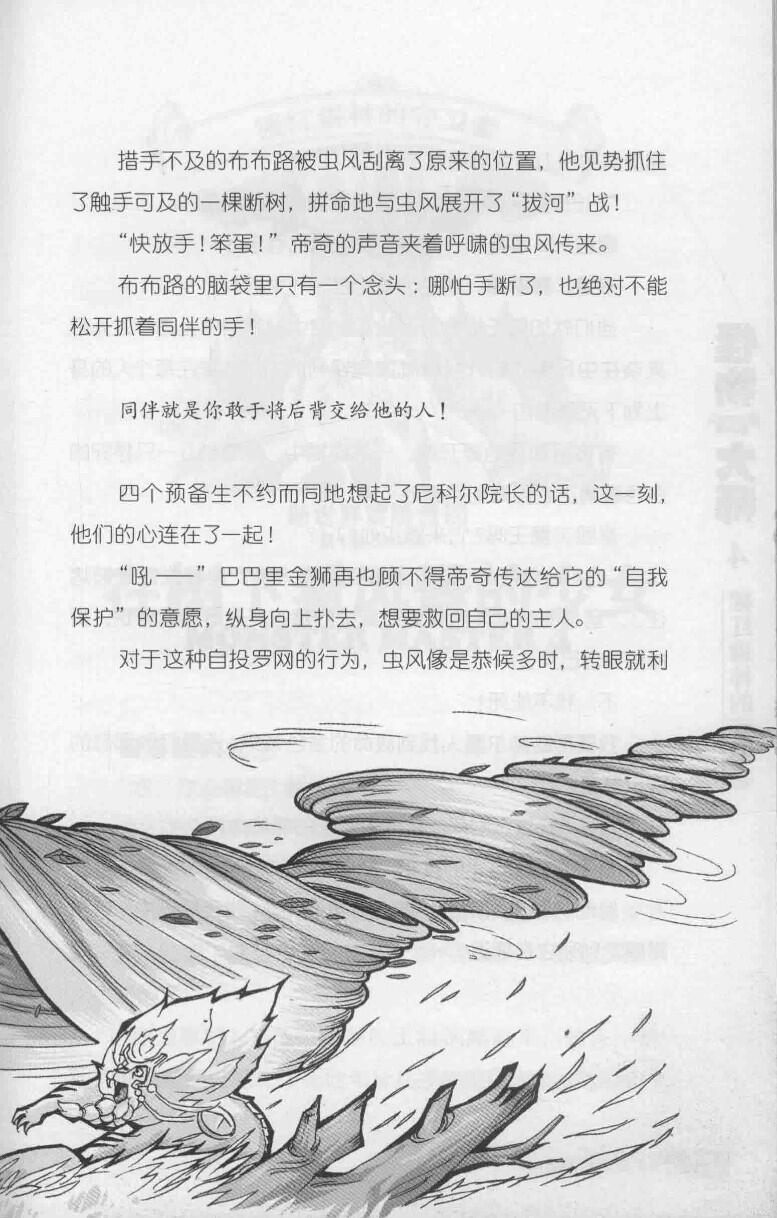 措手不及的布布路被虫风刮离了原来的位置，他见势抓住
了触手可及的一棵断树，拼命地与虫风展开了“拔河”战！
“快放手！笨蛋！”帝奇的声音夹着呼啸的虫风传来。
布布路的脑袋里只有一个念头：哪怕手断了，也绝对不能
松开抓着同伴的手！
同伴就是你敢于将后背交给他的人！
四个预备生不约而同地想起了尼科尔院长的话，这一刻，
他们的心连在了一起！
“吼——”巴巴里金狮再也顾不得帝奇传达给它的“自我
保护”的意愿，纵身向上扑去，想要救回自己的主人。
对于这种自投罗网的行为，虫风像是恭候多时，转眼就利